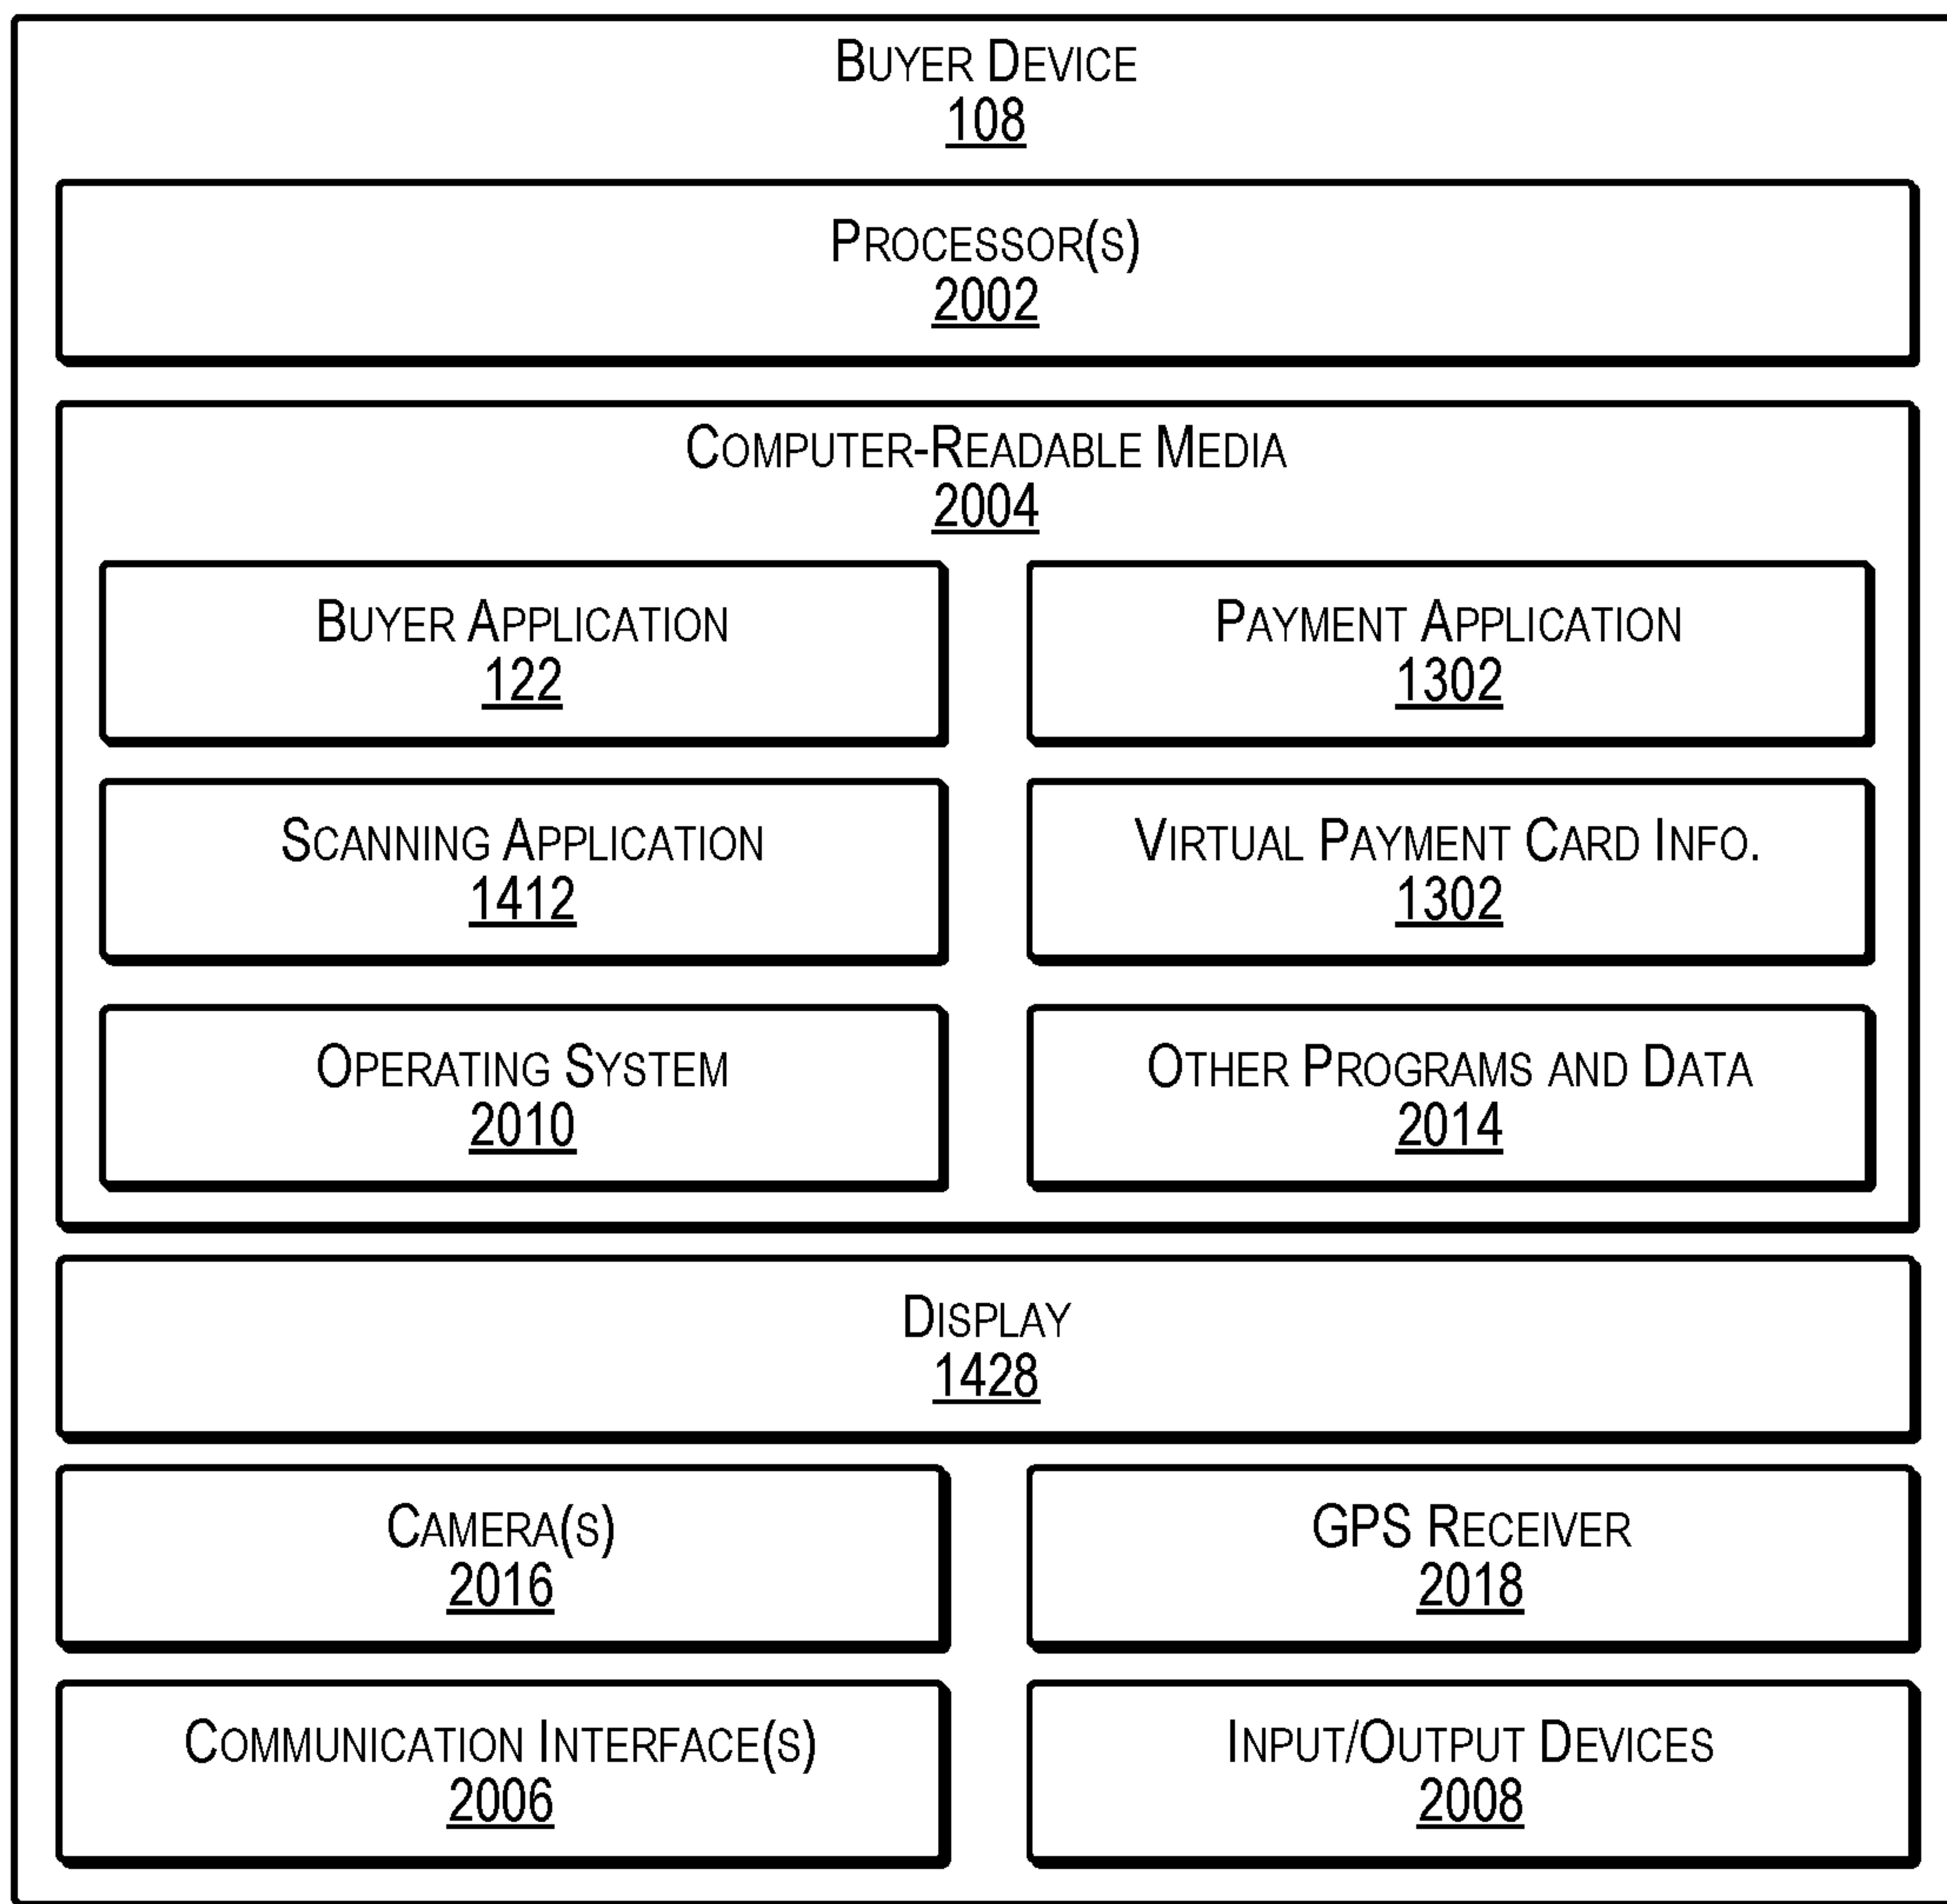 BUYER DEVICE
108
PROCESSOR(S)
2002
COMPUTER-READABLE MEDIA
2004
BUYER APPLICATION
122
PAYMENT APPLICATION
1302
SCANNING APPLICATION
1412
VIRTUAL PAYMENT CARD INFO.
1302
OPERATING SYSTEM
2010
OTHER PROGRAMS AND DATA
2014
DISPLAY
1428
CAMERA(S)
2016
GPS RECEIVER
2018
COMMUNICATION INTERFACE(S)
2006
INPUT/OUTPUT DEVICES
2008